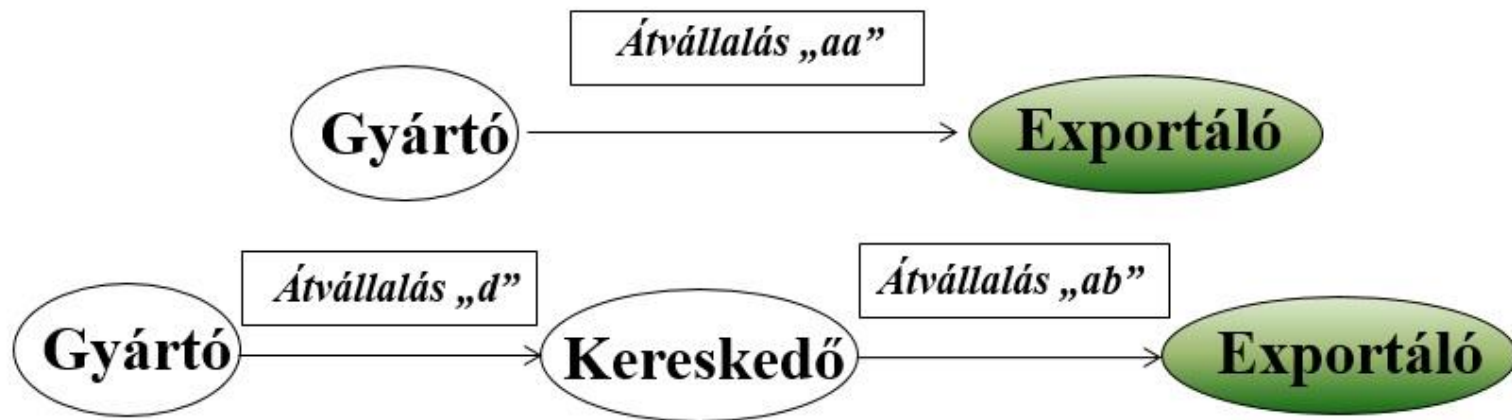 Átvállalás „aa”
Gyártó
Exportáló
Átvállalás „d”
Átvállalás „ab”
Gyártó
Kereskedő
Exportáló